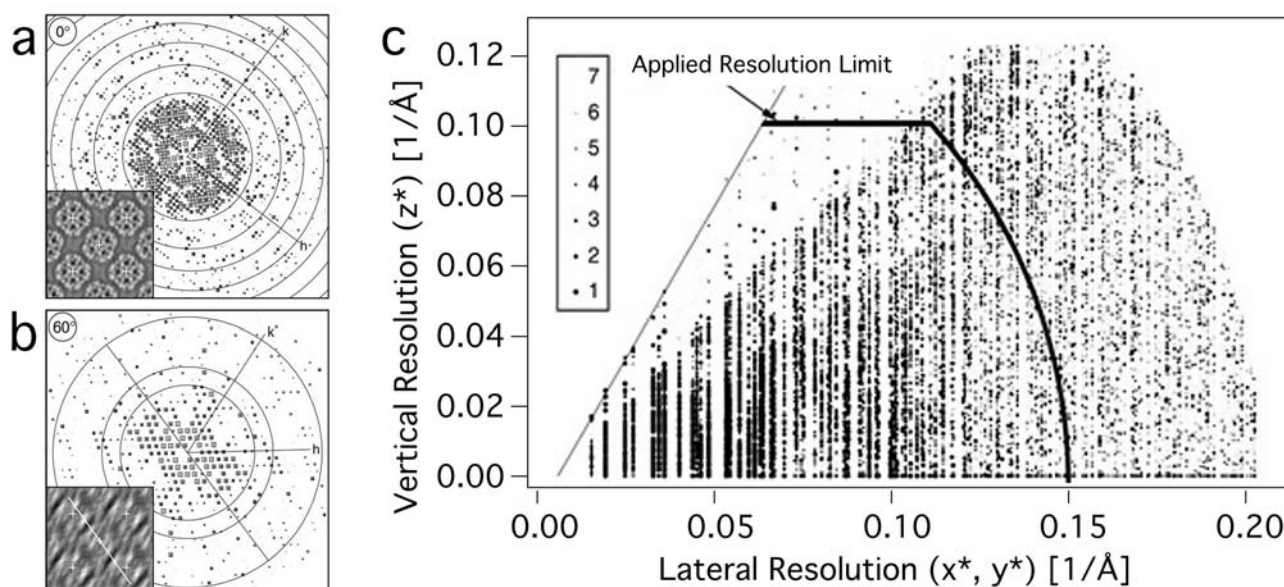 a
0°
k
h
b
60°
k'
h
c
Vertical Resolution (z*) [1/Å]
0.12
0.10
0.08
0.06
0.04
0.02
0.00
Applied Resolution Limit
7
6
5
4
3
2
1
0.00 0.05 0.10 0.15 0.20
Lateral Resolution (x*, y*) [1/Å]